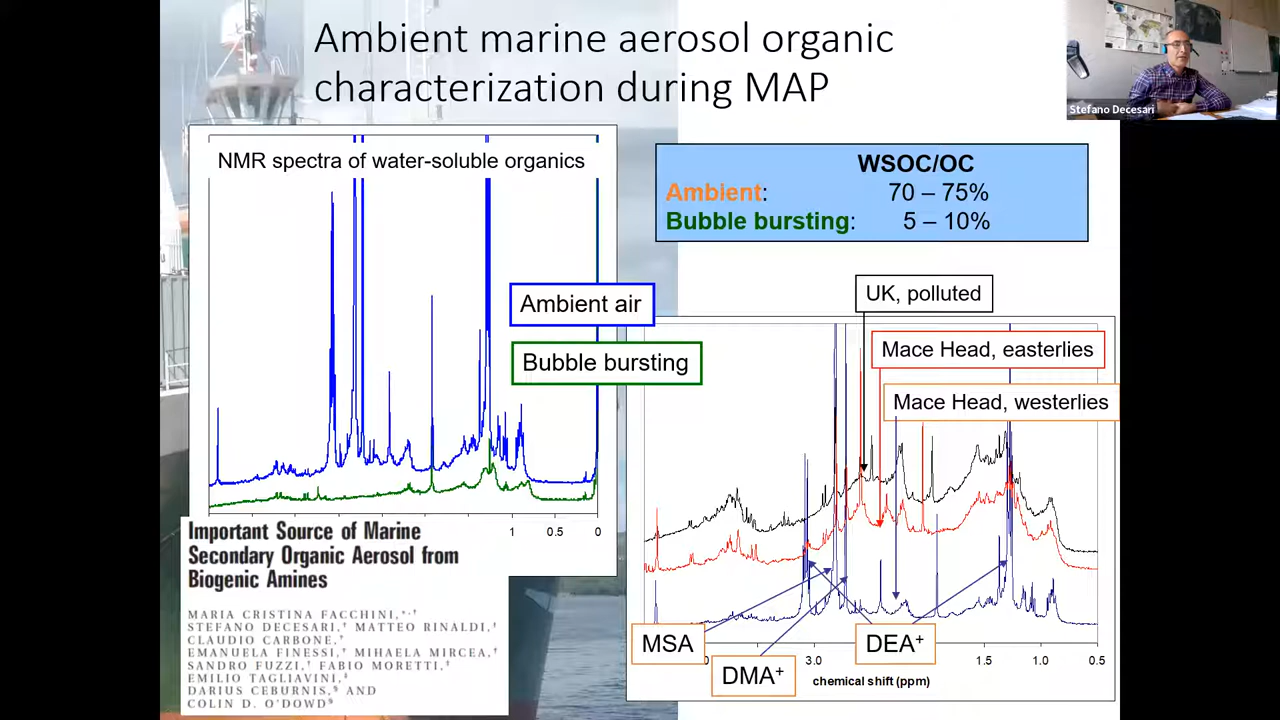 Ambient marine aerosol organic
characterization during MAP
Stefano Decesari
NMR spectra of water-soluble organics
WSOC/OC
Ambient: 70 – 75%
Bubble bursting: 5 – 10%
Ambient air
Bubble bursting
1 0.5 0
UK, polluted
Mace Head, easterlies
Mace Head, westerlies
MSA
DMA+
DEA+
3.0 1.5 1.0 0.5
chemical shift (ppm)
Important Source of Marine
Secondary Organic Aerosol from
Biogenic Amines
MARIA CRISTINA FACCHINI,*,†
STEFANO DECESARI,† MATTEO RINALDI,†
CLAUDIO CARBONE,†
EMANUELA FINESSI,† MIHAELA MIRCEA,†
SANDRO FUZZI,† FABIO MORETTI,‡
EMILIO TAGLIAVINI,‡
DARIUS CEBURNIS,§ AND
COLIN D. O'DOWD§